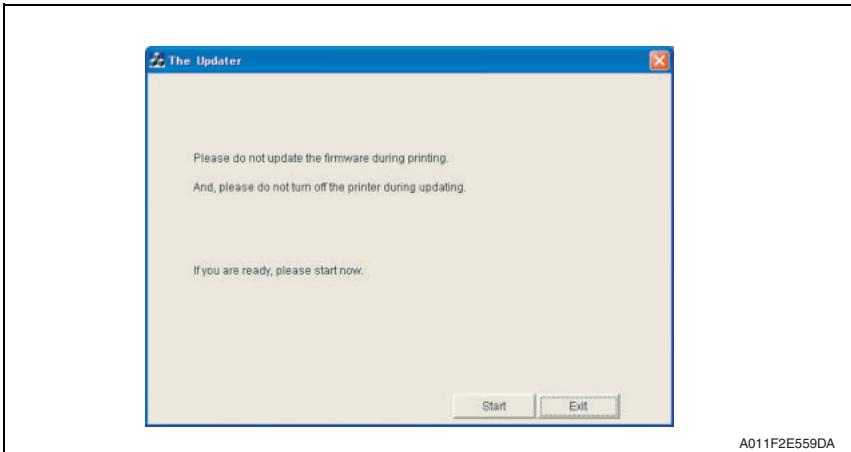 The Updater
Please do not update the firmware during printing.
And, please do not turn off the printer during updating.
If you are ready, please start now.
Start Exit
A011F2E559DA